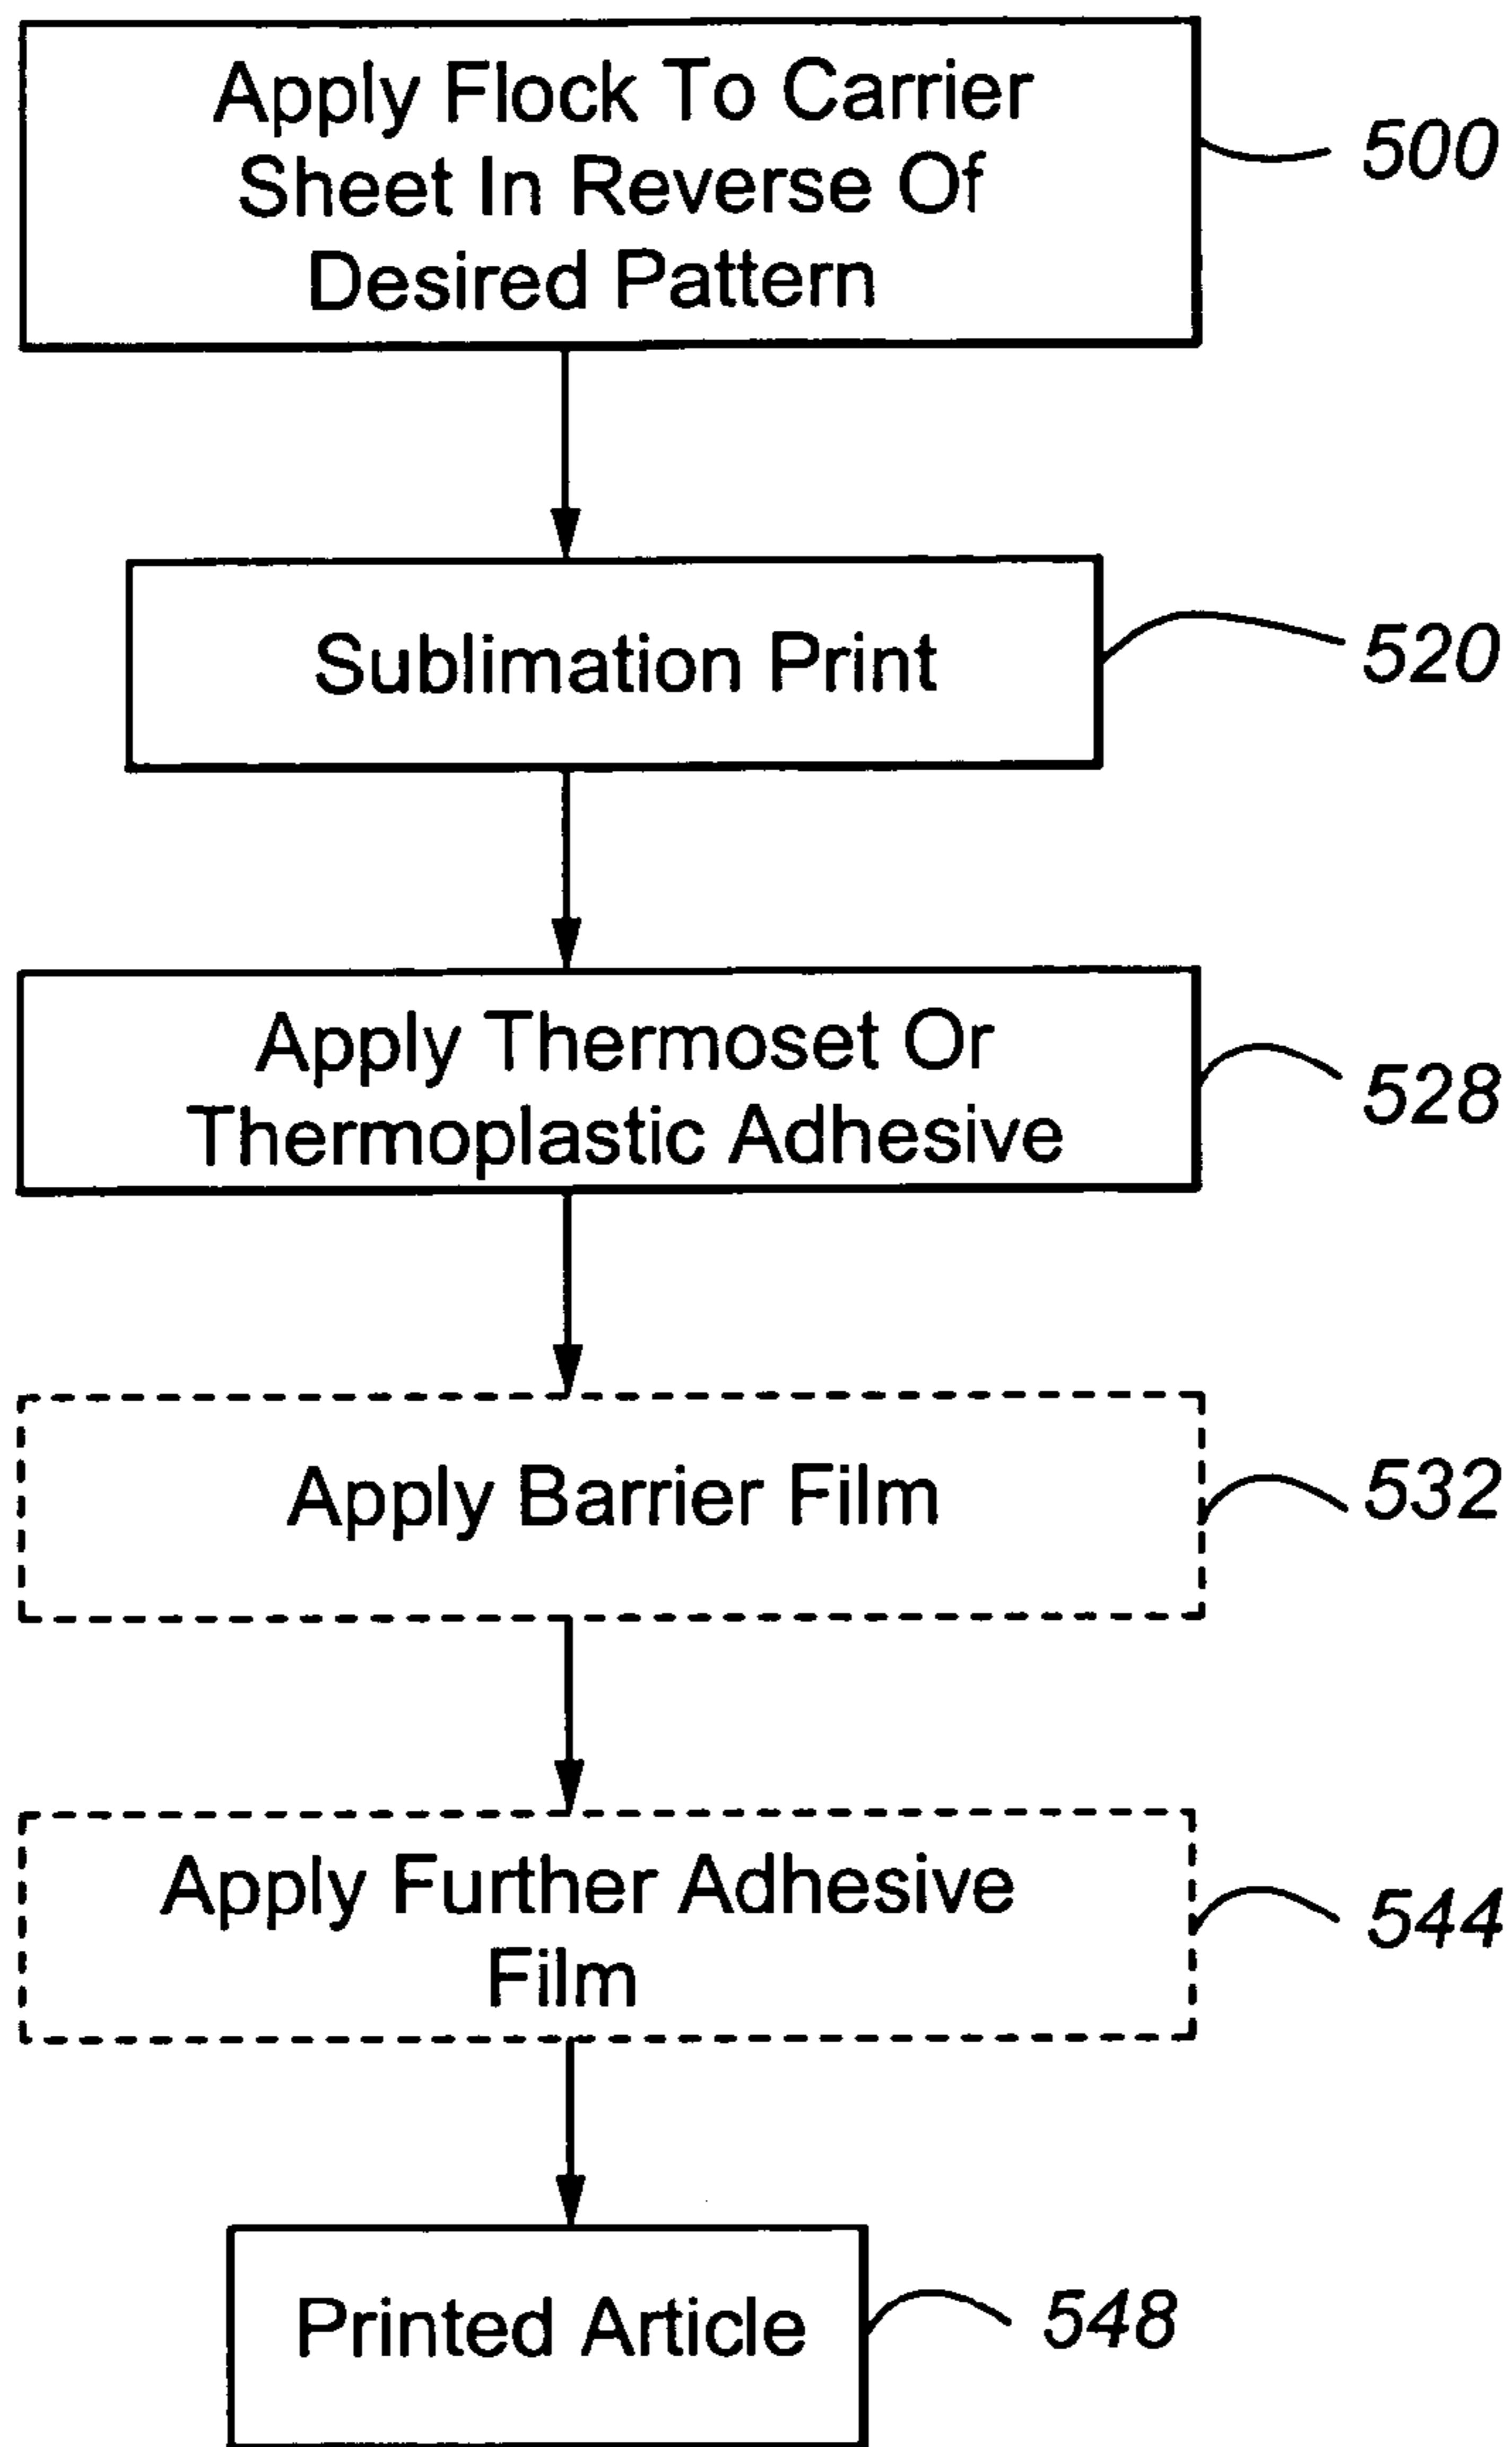 Apply Flock To Carrier
Sheet In Reverse Of
Desired Pattern
500
Sublimation Print
520
Apply Thermoset Or
Thermoplastic Adhesive
528
Apply Barrier Film
532
Apply Further Adhesive
Film
544
Printed Article
548